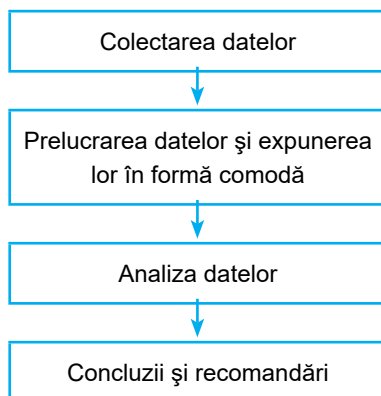 Colectarea datelor
Prelucrarea datelor şi expunerea
lor în formă comodă
Analiza datelor
Concluzii şi recomandări